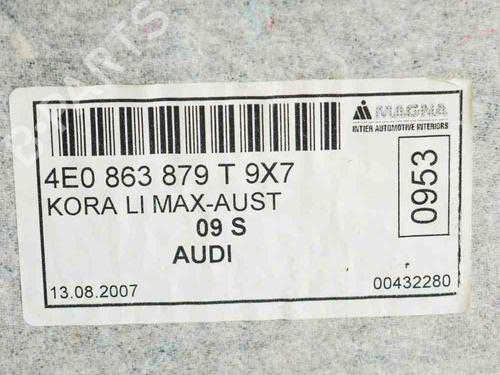 B-PARTS
MAGNA
INTIER AUTOMOTIVE INTERIORS
4E0 863 879 T 9X7
KORA LI MAX-AUST
09 S
AUDI
0953
13.08.2007
00432280